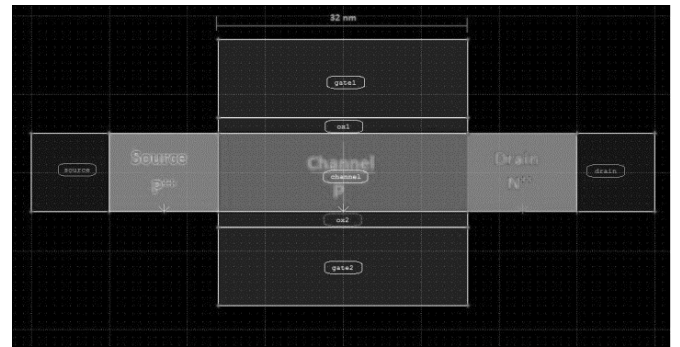 32 nm
gate1
ox1
Source
P++
source
Channel
channel
P
Drain
N++
drain
ox2
gate2